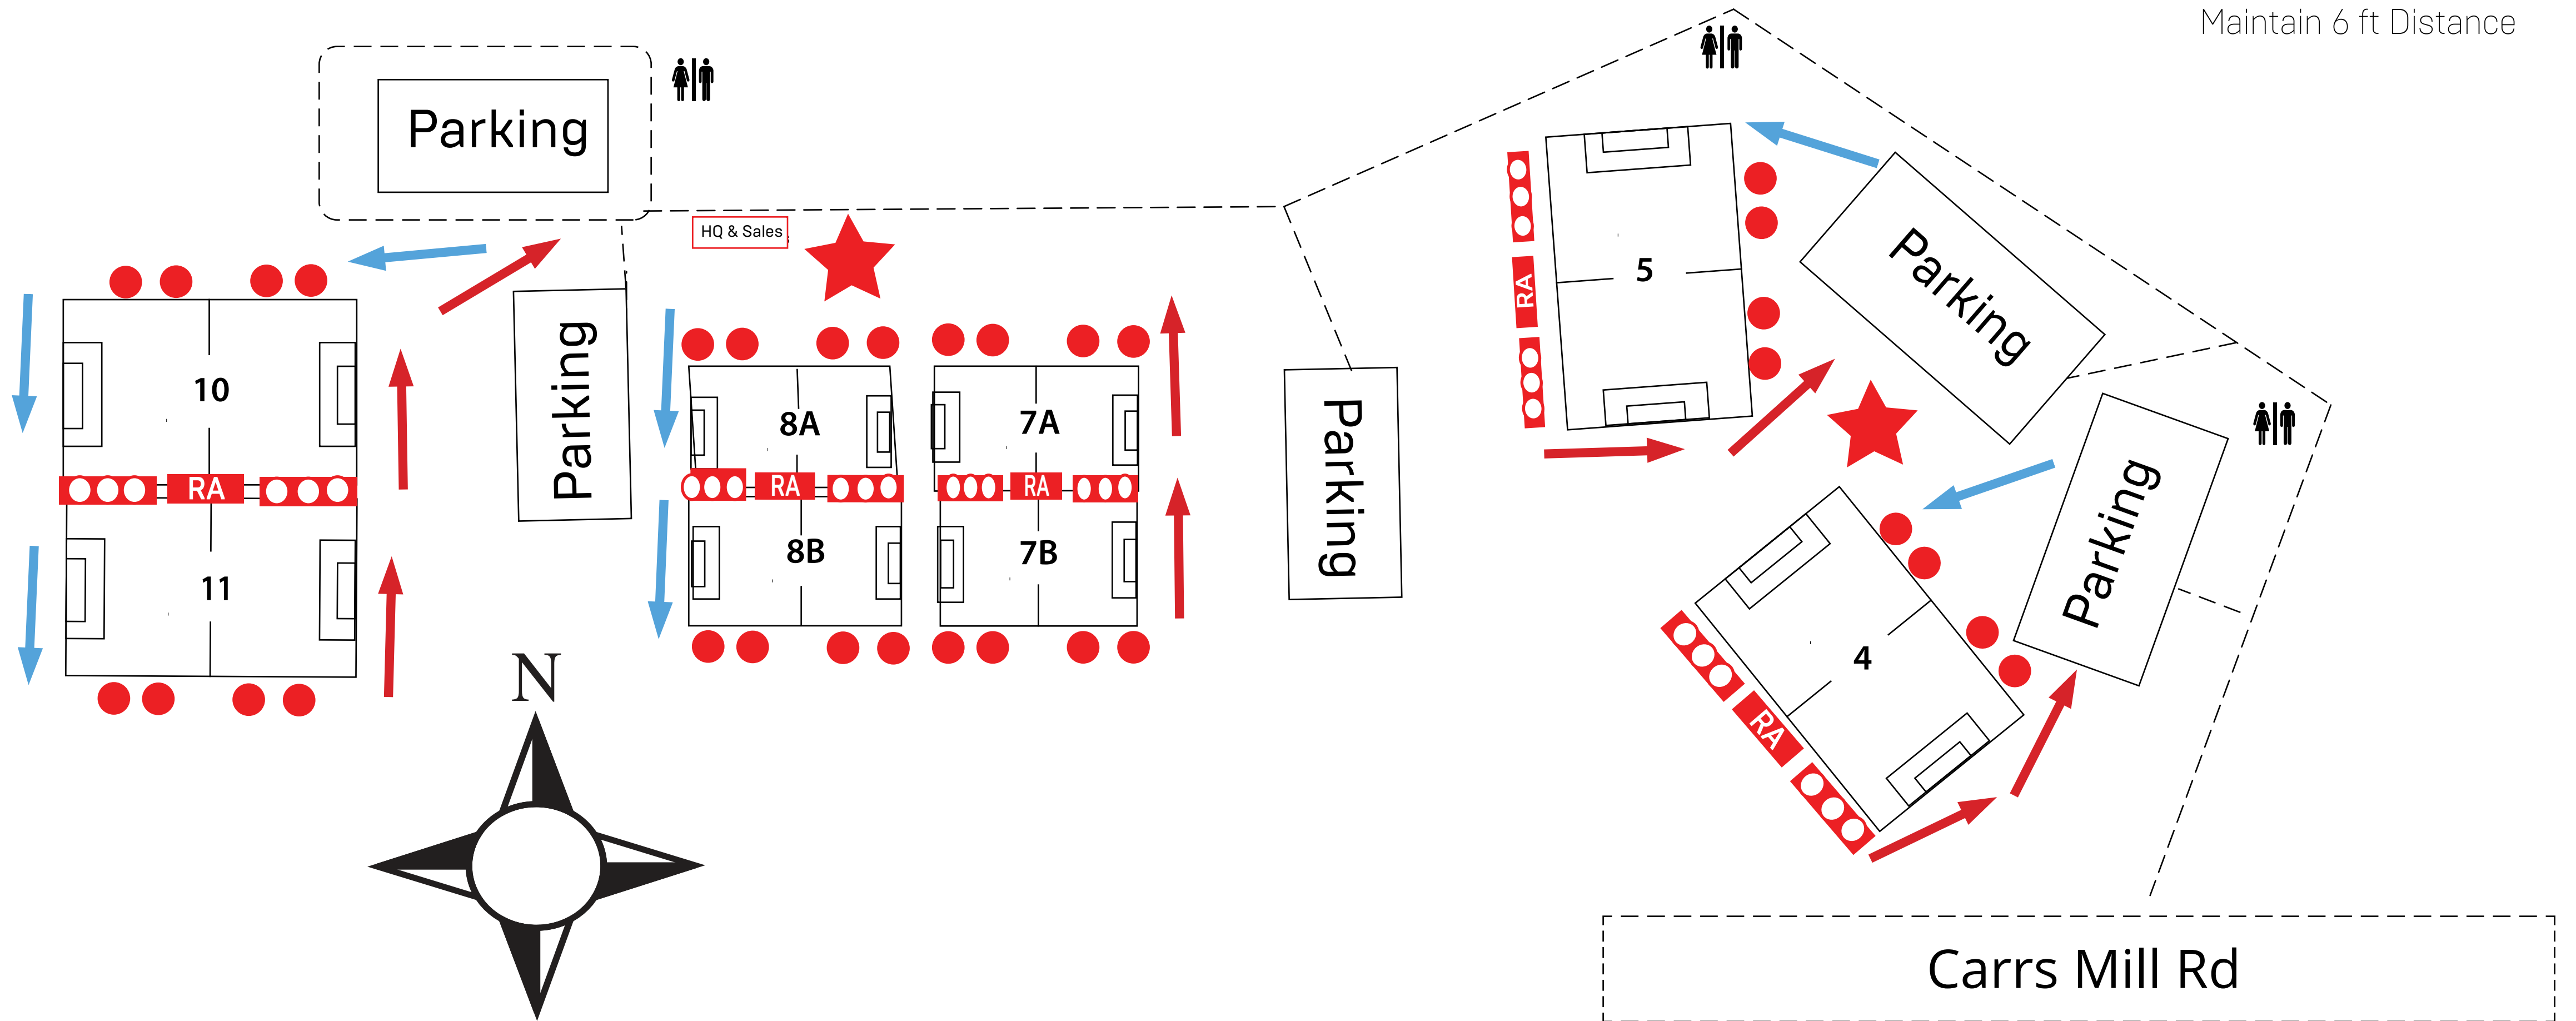 Maintain 6 ft Distance
Parking
HQ & Sales
Parking
Parking
Parking
Parking
10
RA
11
8A
RA
8B
7A
RA
7B
5
RA
4
RA
N
Carrs Mill Rd